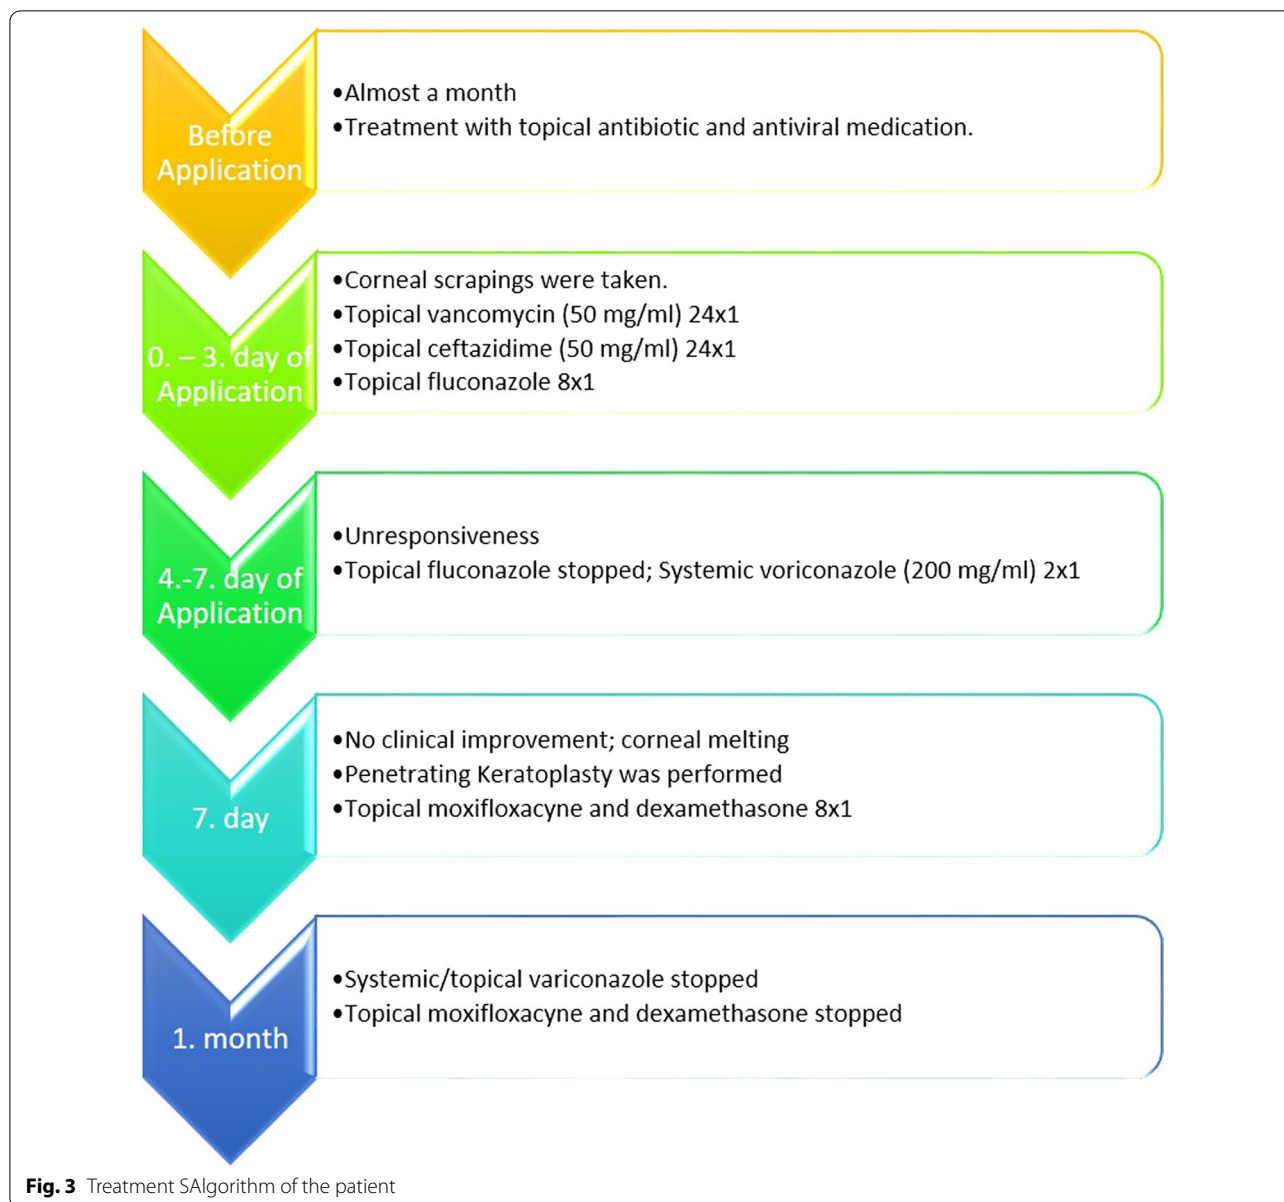 Before
Application
•Almost a month
•Treatment with topical antibiotic and antiviral medication.
0. – 3. day of
Application
•Corneal scrapings were taken.
•Topical vancomycin (50 mg/ml) 24x1
•Topical ceftazidime (50 mg/ml) 24x1
•Topical fluconazole 8x1
4.-7. day of
Application
•Unresponsiveness
•Topical fluconazole stopped; Systemic voriconazole (200 mg/ml) 2x1
7. day
•No clinical improvement; corneal melting
•Penetrating Keratoplasty was performed
•Topical moxifloxacyne and dexamethasone 8x1
1. month
•Systemic/topical variconazole stopped
•Topical moxifloxacyne and dexamethasone stopped
Fig. 3 Treatment SAlgorithm of the patient